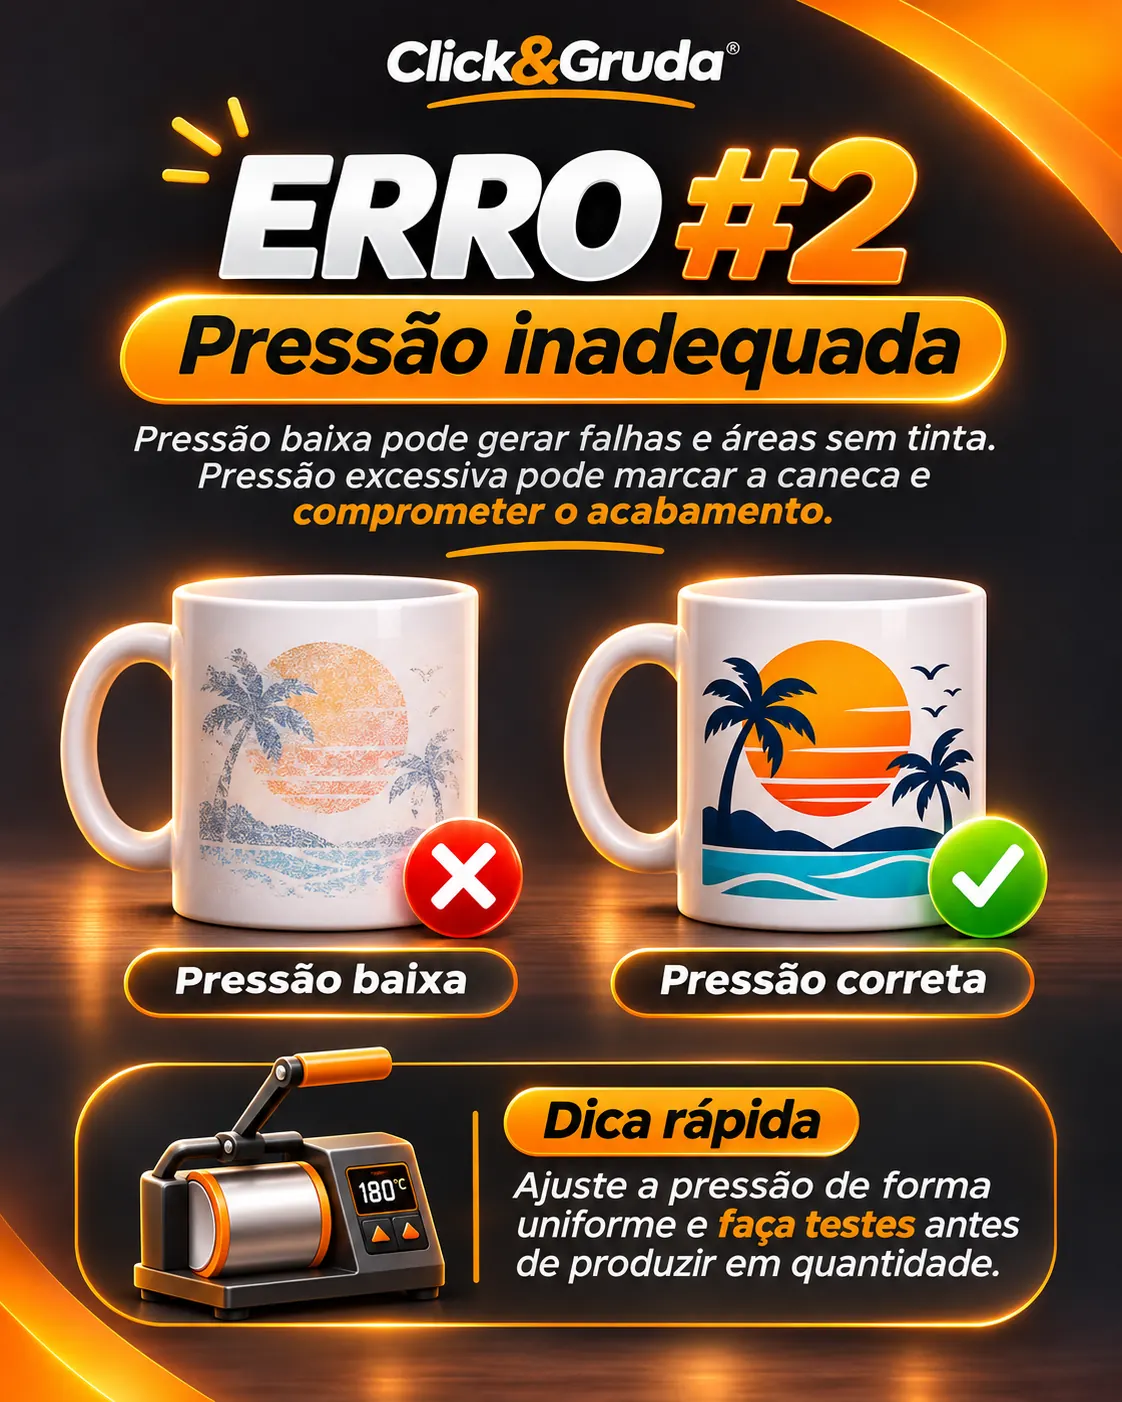 Click&Gruda®
ERRO #2
Pressão inadequada
Pressão baixa pode gerar falhas e áreas sem tinta.
Pressão excessiva pode marcar a caneca e
comprometer o acabamento.
Pressão baixa
Pressão correta
180°C
Dica rápida
Ajuste a pressão de forma
uniforme e faça testes antes
de produzir em quantidade.